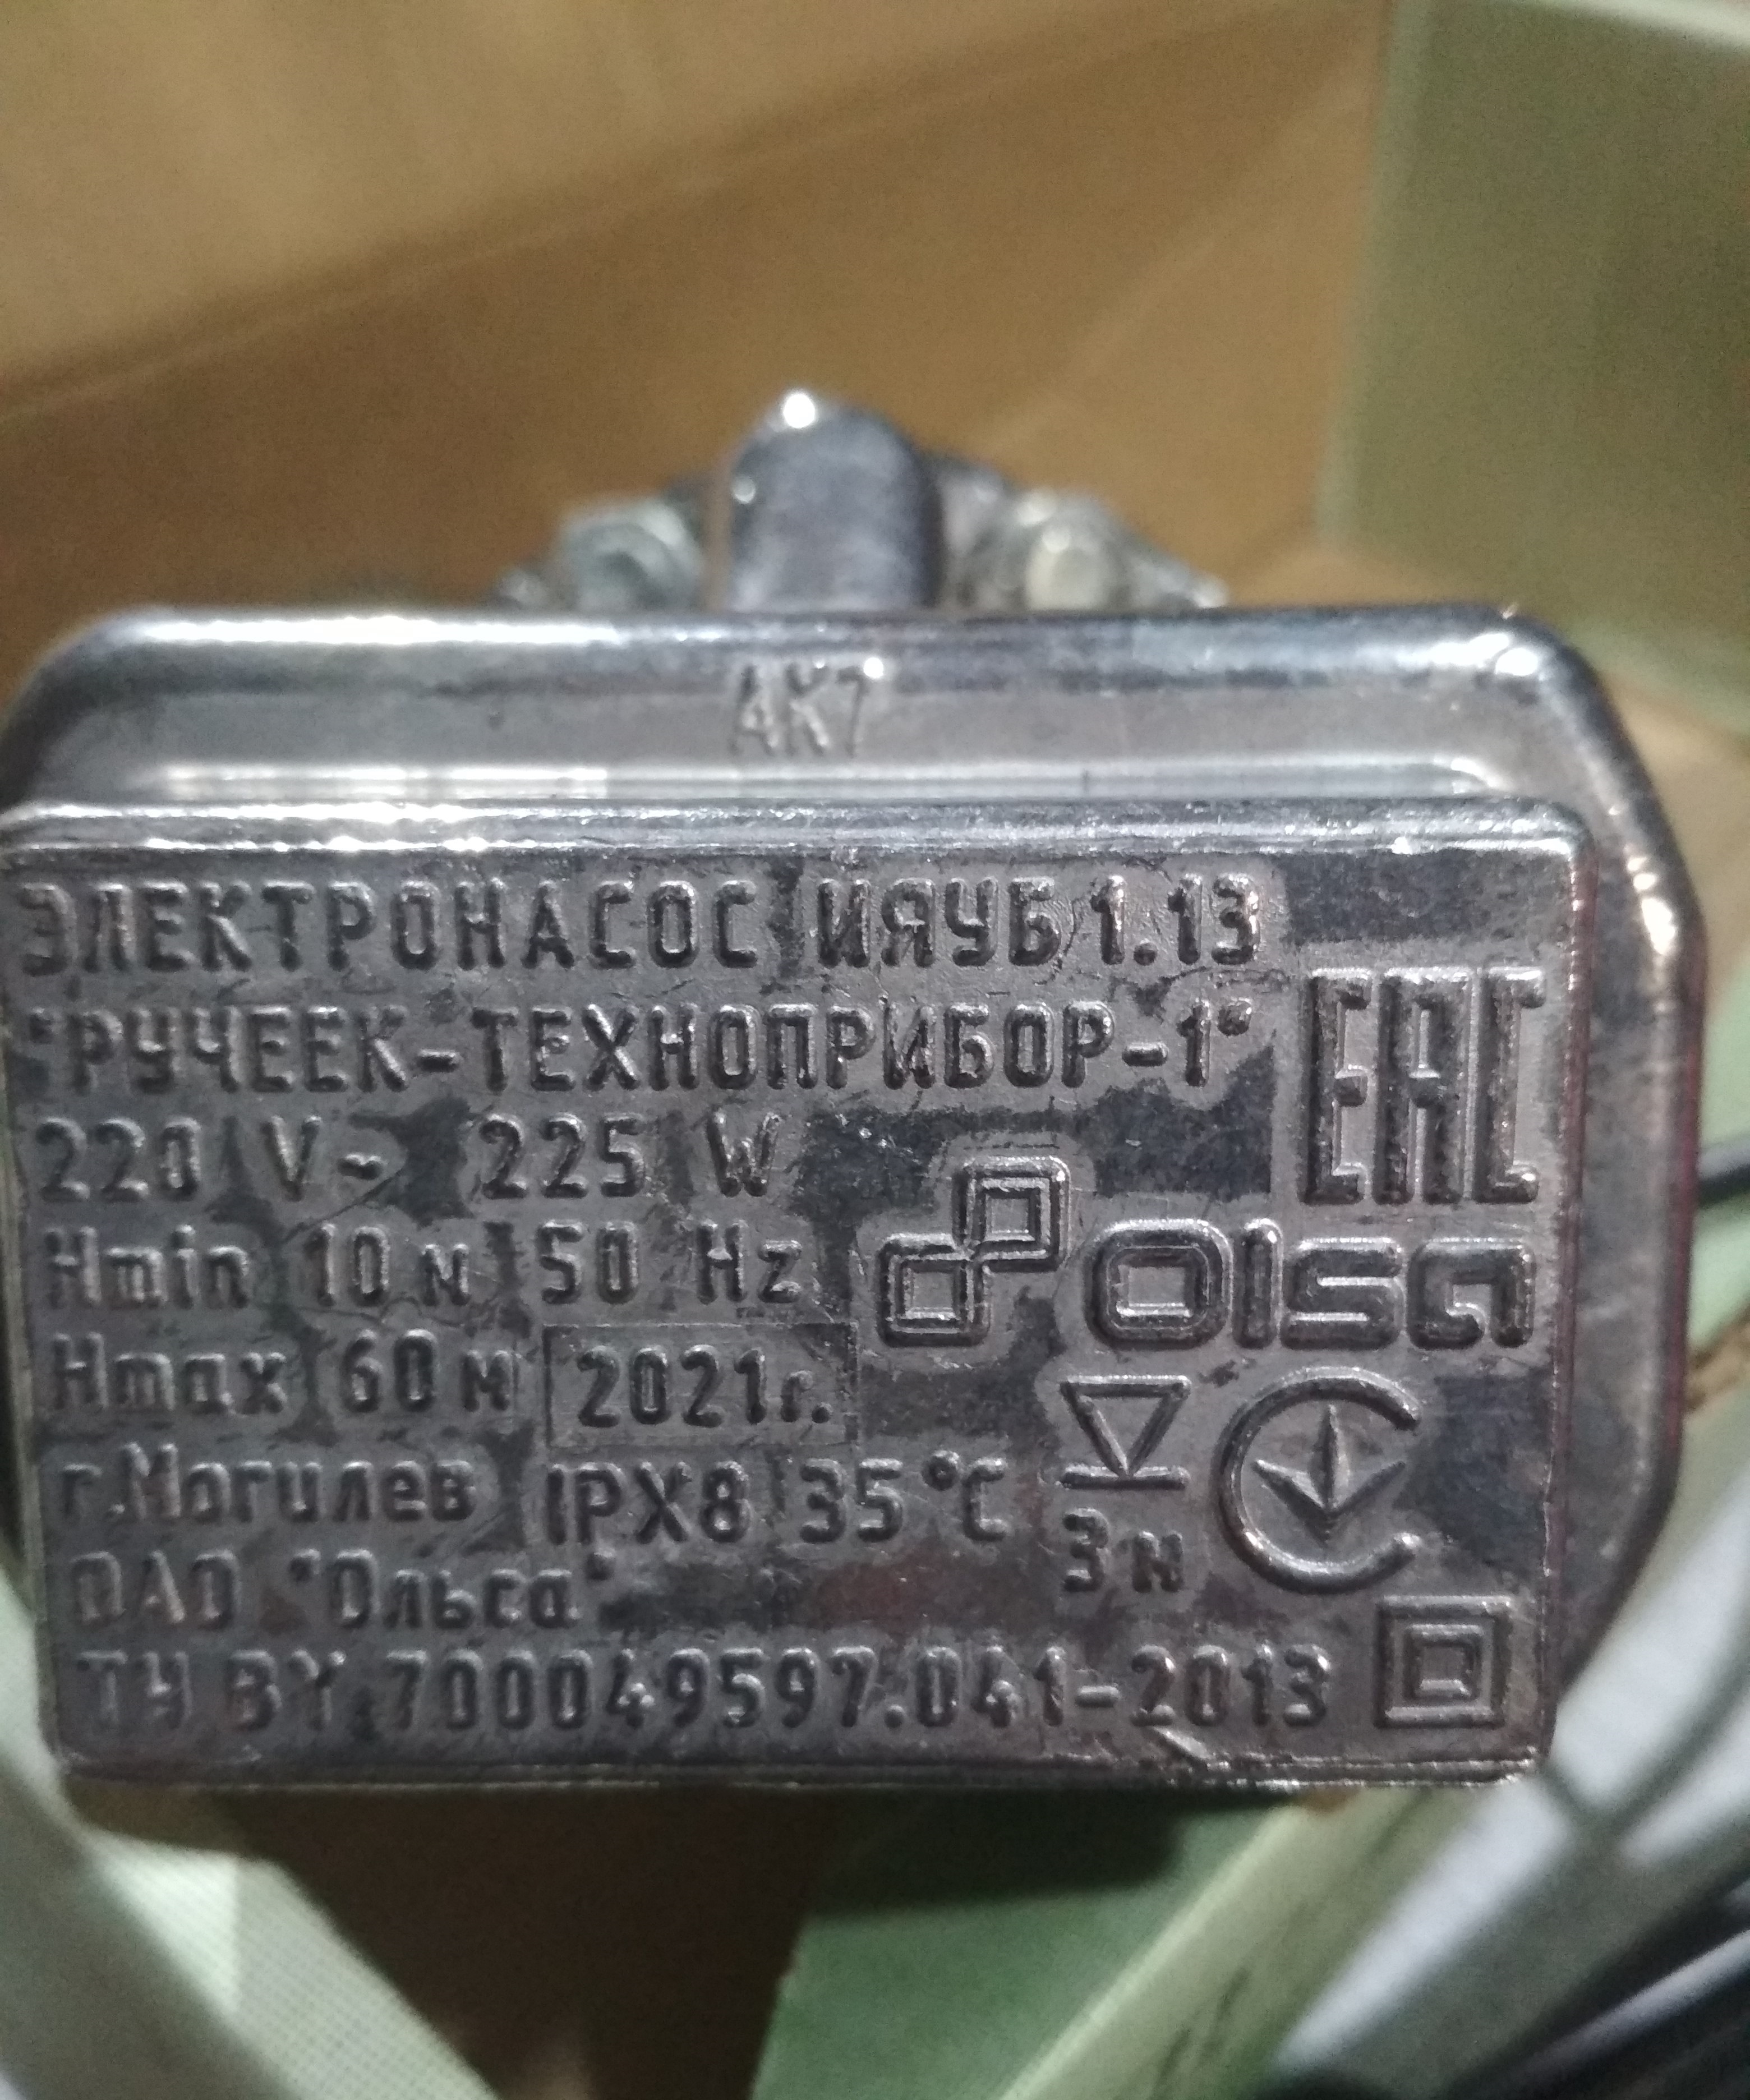 АК7
ЭЛЕКТРОНАСОС ИЯУБ 1.13
"РУЧЕЕК-ТЕХНОПРИБОР-1"
EAC
220 V~ 225 W
Hmin 10 м 50 Hz
olsa
Hmax 60 м 2021г.
г.Могилев IPX8 35°C
3 м
ОАО "Ольса"
ТУ BY 700049597.041-2013